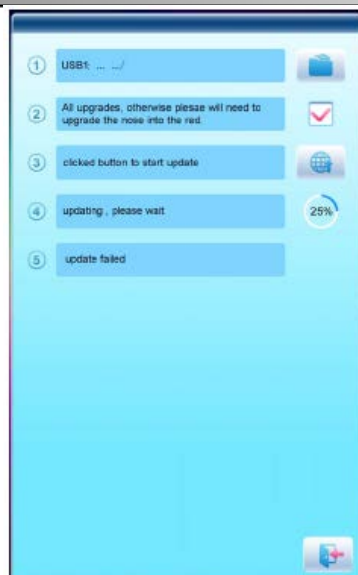 1
USB1: ... .../
2
All upgrades, otherwise plesae will need to
upgrade the nose into the red.
3
clicked button to start update
4
updating , please wait
25%
5
update failed